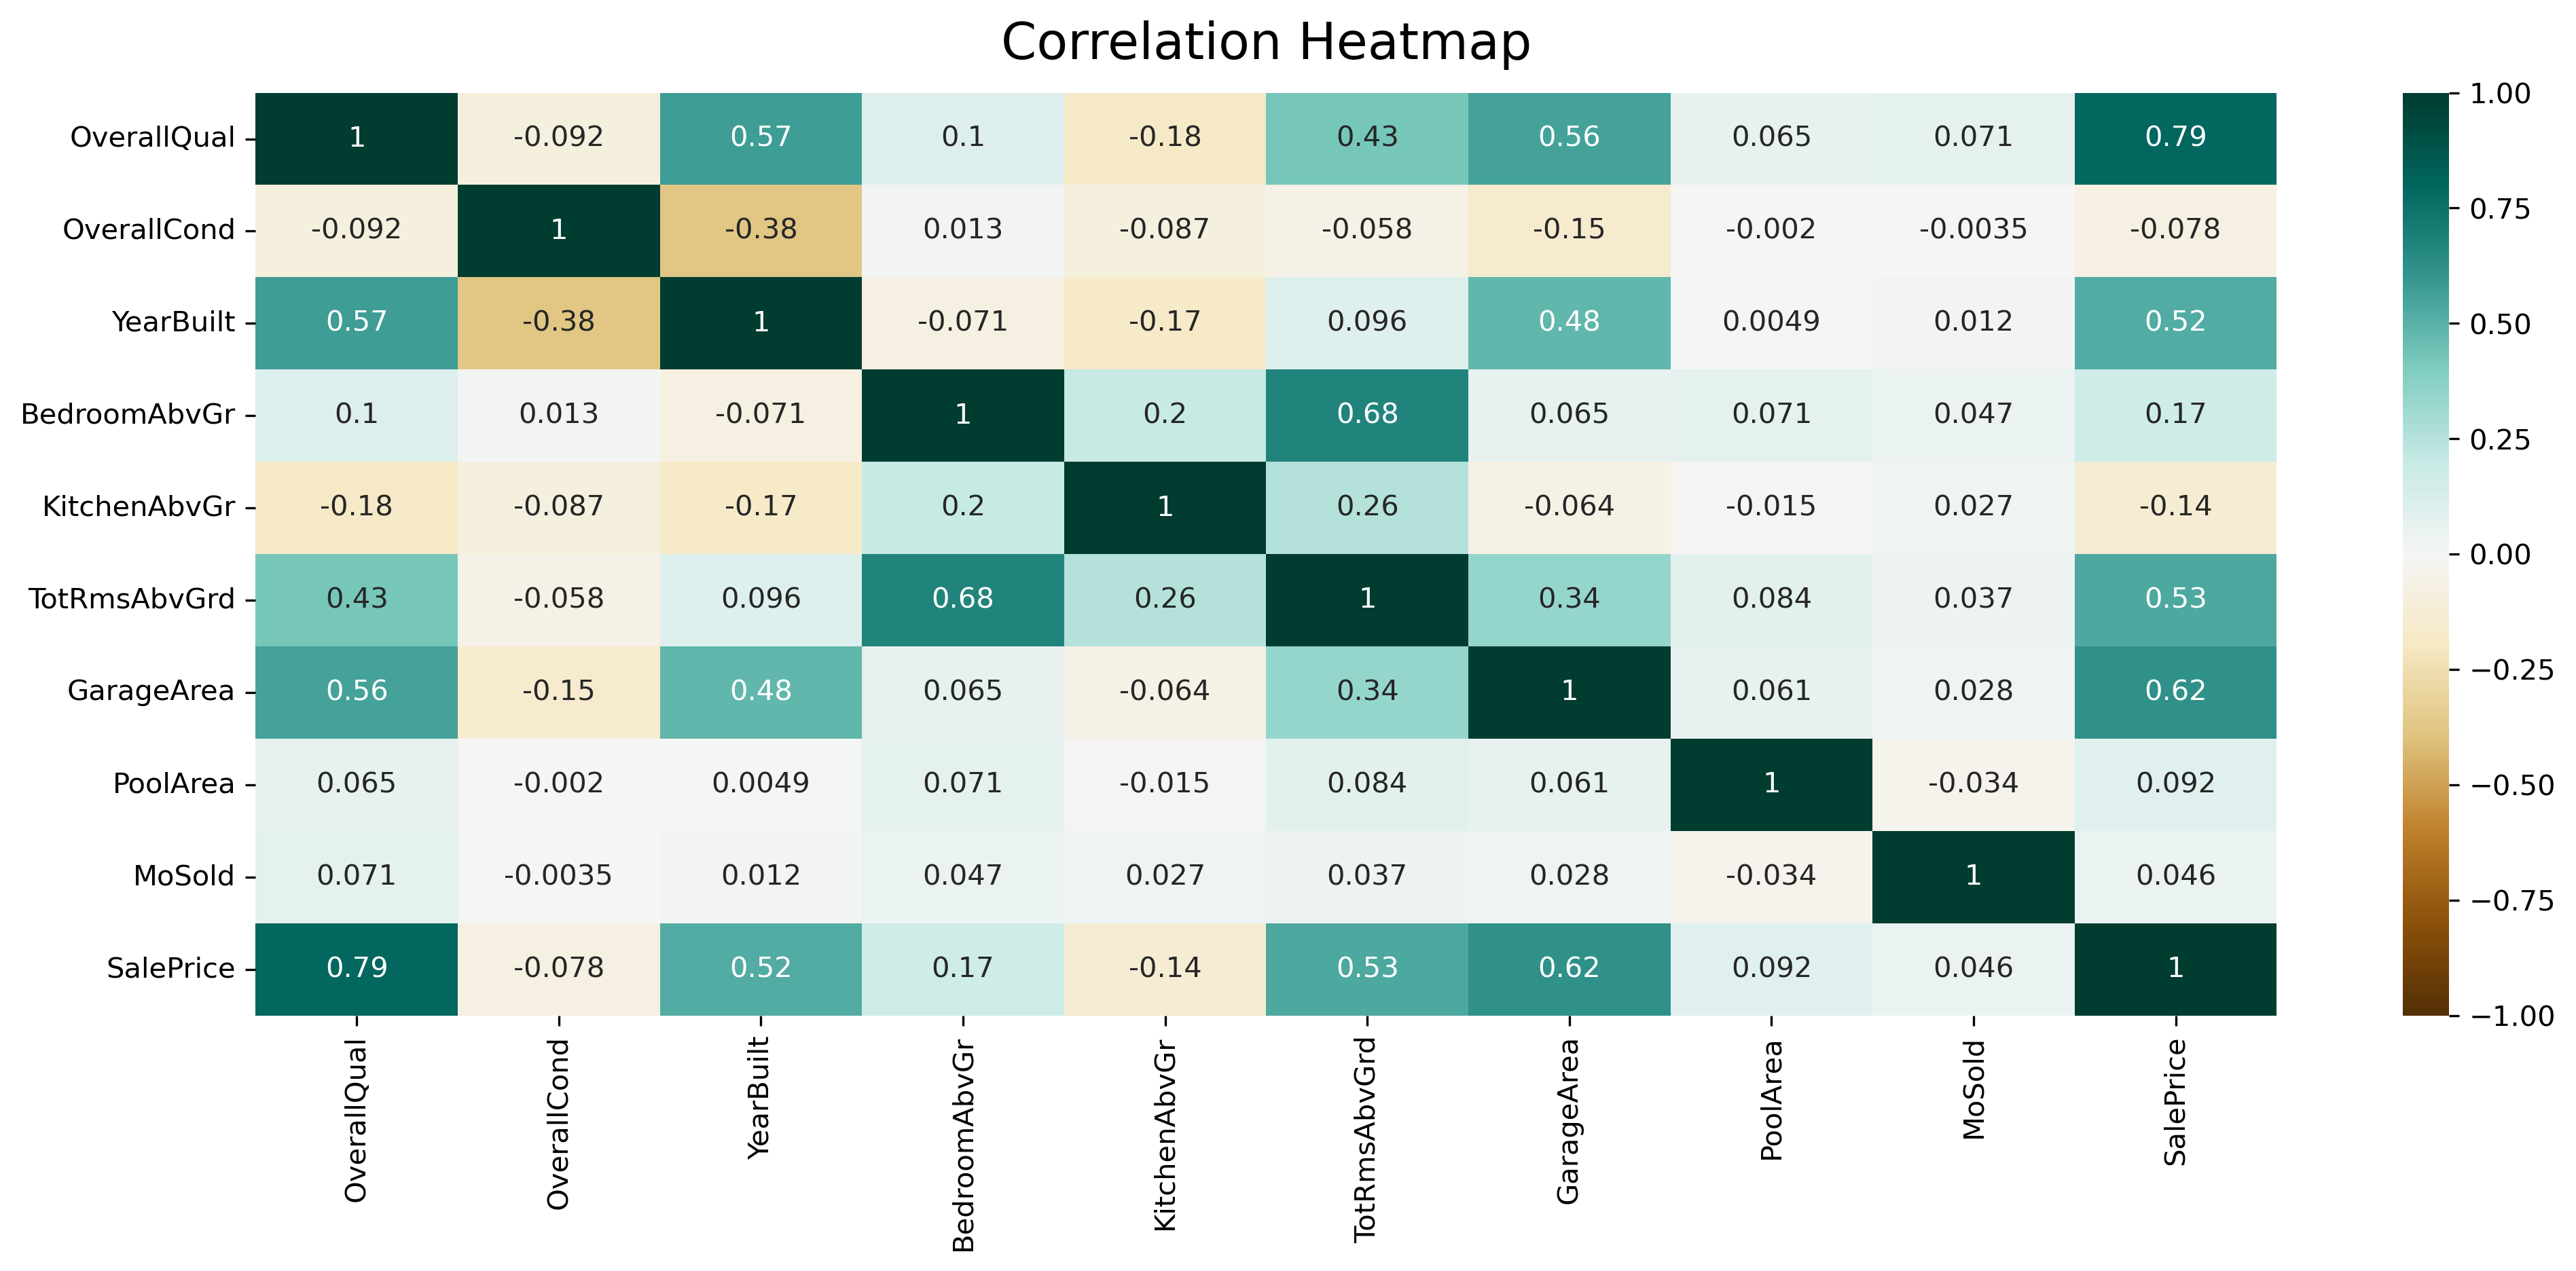 Correlation Heatmap
OverallQual 1 -0.092 0.57 0.1 -0.18 0.43 0.56 0.065 0.071 0.79
OverallCond -0.092 1 -0.38 0.013 -0.087 -0.058 -0.15 -0.002 -0.0035 -0.078
YearBuilt 0.57 -0.38 1 -0.071 -0.17 0.096 0.48 0.0049 0.012 0.52
BedroomAbvGr 0.1 0.013 -0.071 1 0.2 0.68 0.065 0.071 0.047 0.17
KitchenAbvGr -0.18 -0.087 -0.17 0.2 1 0.26 -0.064 -0.015 0.027 -0.14
TotRmsAbvGrd 0.43 -0.058 0.096 0.68 0.26 1 0.34 0.084 0.037 0.53
GarageArea 0.56 -0.15 0.48 0.065 -0.064 0.34 1 0.061 0.028 0.62
PoolArea 0.065 -0.002 0.0049 0.071 -0.015 0.084 0.061 1 -0.034 0.092
MoSold 0.071 -0.0035 0.012 0.047 0.027 0.037 0.028 -0.034 1 0.046
SalePrice 0.79 -0.078 0.52 0.17 -0.14 0.53 0.62 0.092 0.046 1
OverallQual OverallCond YearBuilt BedroomAbvGr KitchenAbvGr TotRmsAbvGrd GarageArea PoolArea MoSold SalePrice
1.00
0.75
0.50
0.25
0.00
−0.25
−0.50
−0.75
−1.00